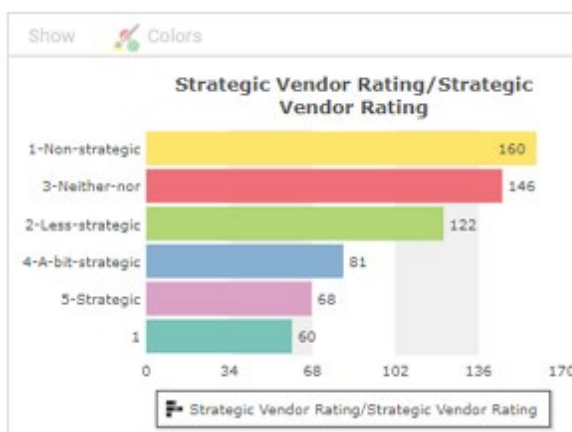 Show Colors
Strategic Vendor Rating/Strategic
Vendor Rating
1-Non-strategic 160
3-Neither-nor 146
2-Less-strategic 122
4-A-bit-strategic 81
5-Strategic 68
1 60
0 34 68 102 136 170
Strategic Vendor Rating/Strategic Vendor Rating